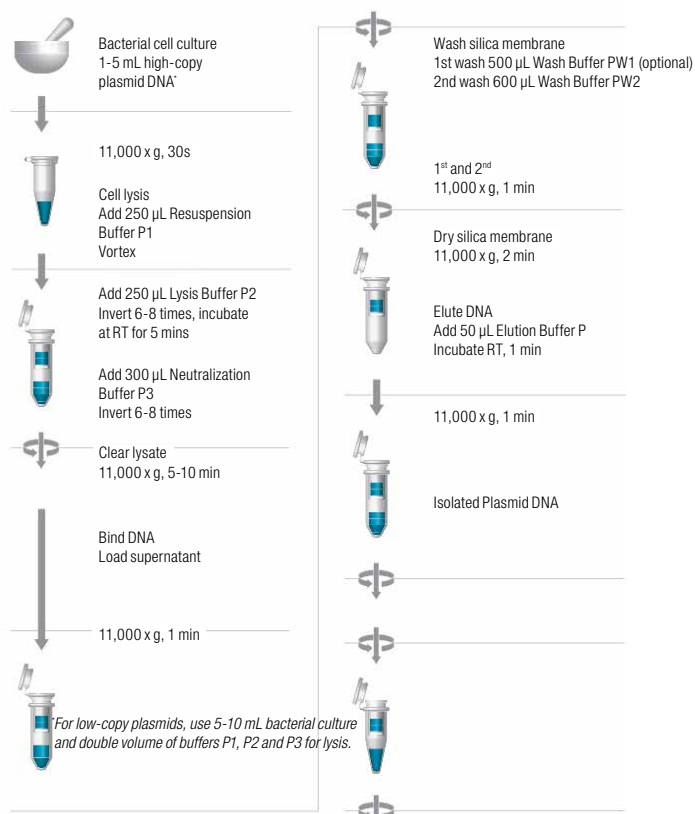 Bacterial cell culture
1-5 mL high-copy
plasmid DNA*
11,000 x g, 30s
Cell lysis
Add 250 µL Resuspension
Buffer P1
Vortex
Add 250 µL Lysis Buffer P2
Invert 6-8 times, incubate
at RT for 5 mins
Add 300 µL Neutralization
Buffer P3
Invert 6-8 times
Clear lysate
11,000 x g, 5-10 min
Bind DNA
Load supernatant
11,000 x g, 1 min
*For low-copy plasmids, use 5-10 mL bacterial culture
and double volume of buffers P1, P2 and P3 for lysis.
Wash silica membrane
1st wash 500 µL Wash Buffer PW1 (optional)
2nd wash 600 µL Wash Buffer PW2
1st and 2nd
11,000 x g, 1 min
Dry silica membrane
11,000 x g, 2 min
Elute DNA
Add 50 µL Elution Buffer P
Incubate RT, 1 min
11,000 x g, 1 min
Isolated Plasmid DNA